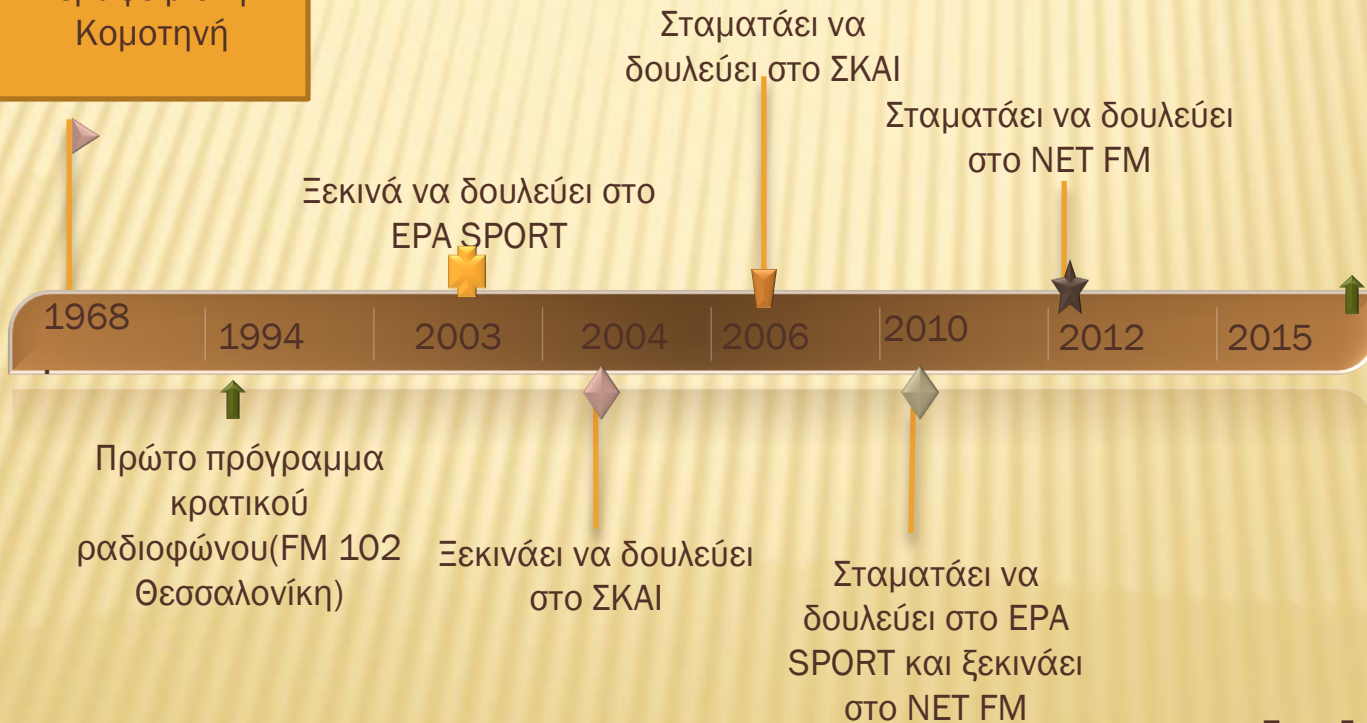 Κομοτηνή
Σταματάει να
δουλεύει στο ΣΚΑΙ
Σταματάει να δουλεύει
στο NET FM
Ξεκινά να δουλεύει στο
ΕΡΑ SPORT
1968
1994
2003
2004
2006
2010
2012
2015
Πρώτο πρόγραμμα
κρατικού
ραδιοφώνου(FM 102
Θεσσαλονίκη)
Ξεκινάει να δουλεύει
στο ΣΚΑΙ
Σταματάει να
δουλεύει στο ΕΡΑ
SPORT και ξεκινάει
στο NET FM